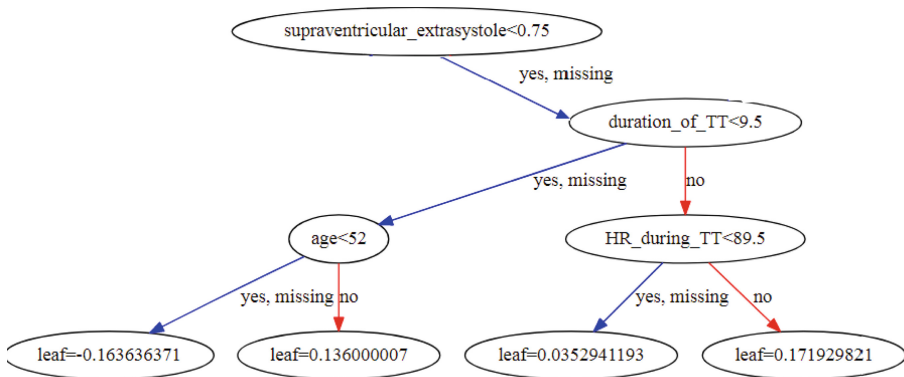 supraventricular_extrasystole<0.75
yes, missing
duration_of_TT<9.5
yes, missing
no
age<52
HR_during_TT<89.5
yes, missing
no
yes, missing
no
leaf=-0.163636371
leaf=0.136000007
leaf=0.0352941193
leaf=0.171929821